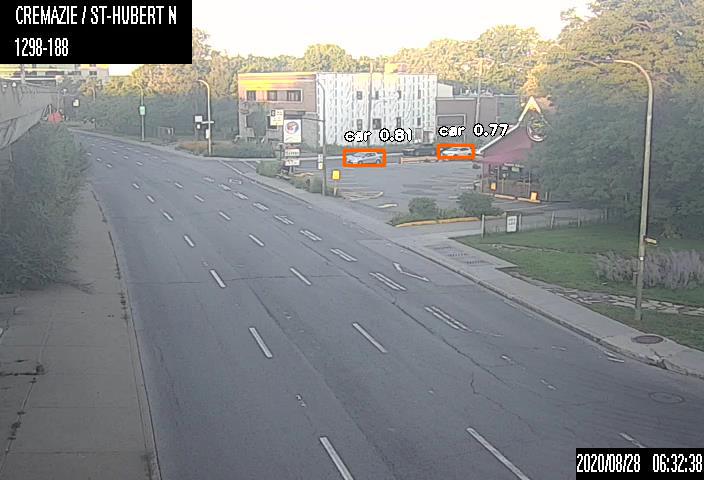 CREMAZIE / ST-HUBERT N
1298-188
car 0.81
car 0.77
2020/08/28 06:32:38